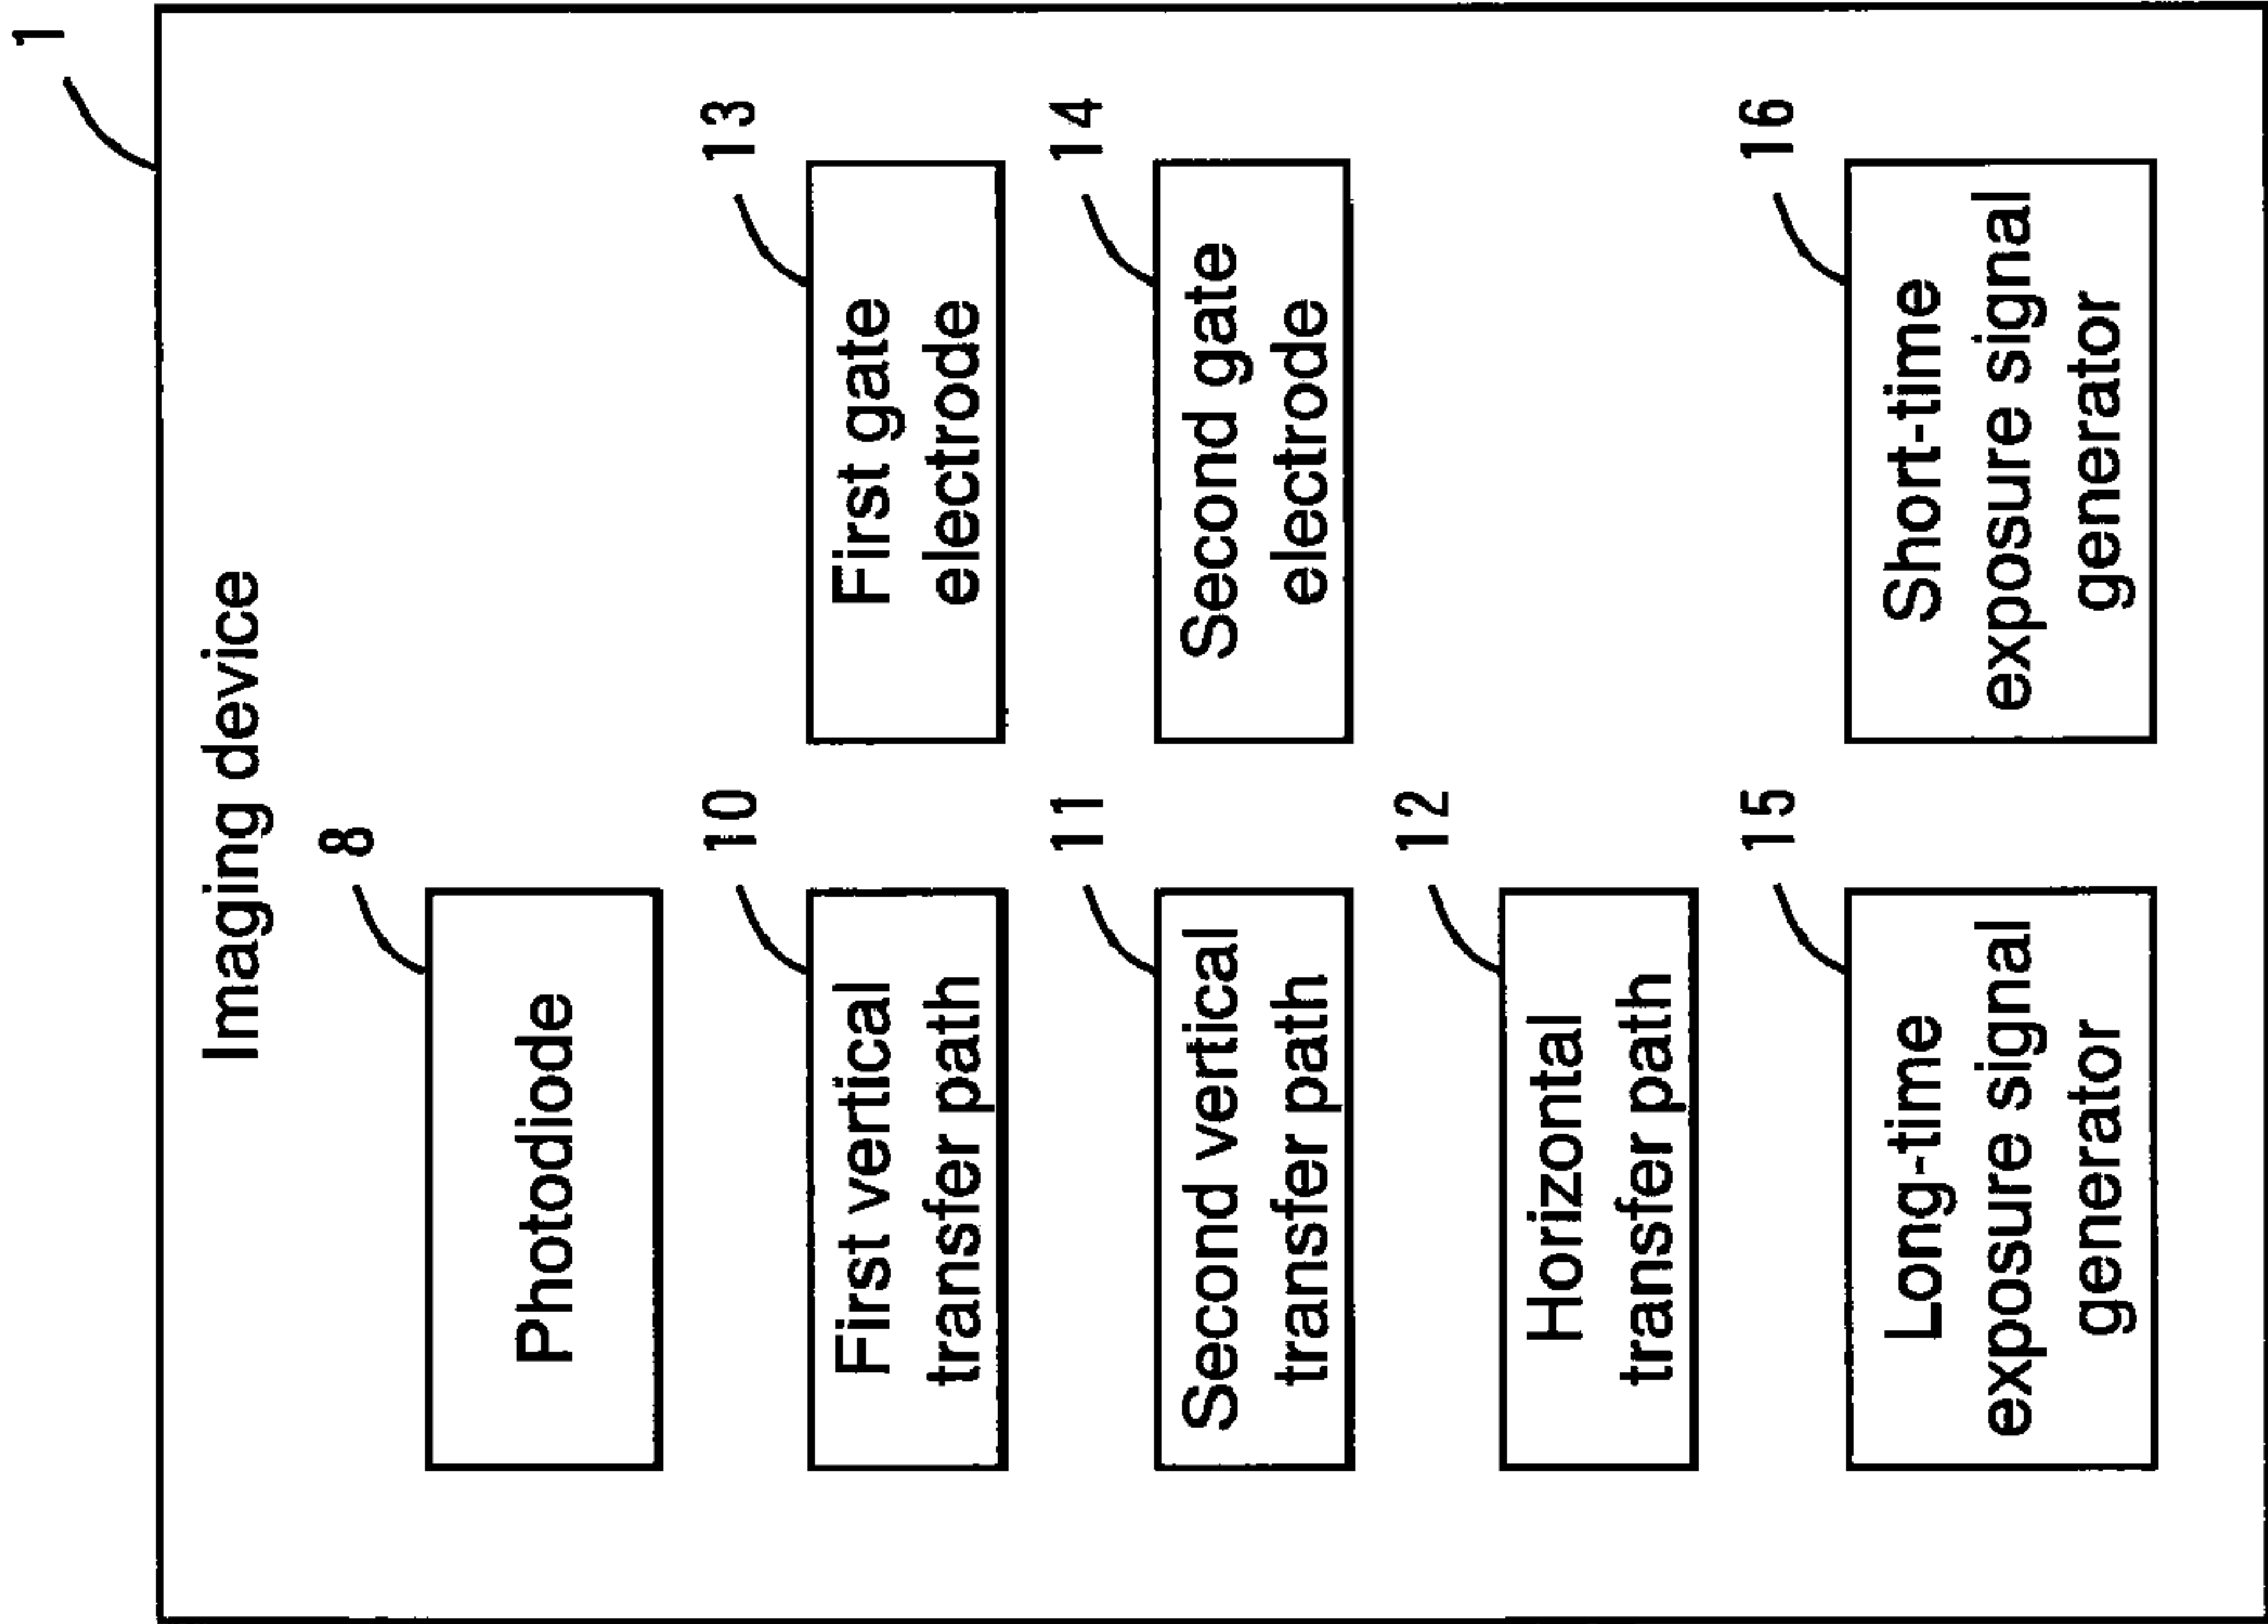 1
Imaging device
8
Photodiode
10
First vertical
transfer path
13
First gate
electrode
11
Second vertical
transfer path
14
Second gate
electrode
12
Horizontal
transfer path
15
Long-time
exposure signal
generator
16
Short-time
exposure signal
generator